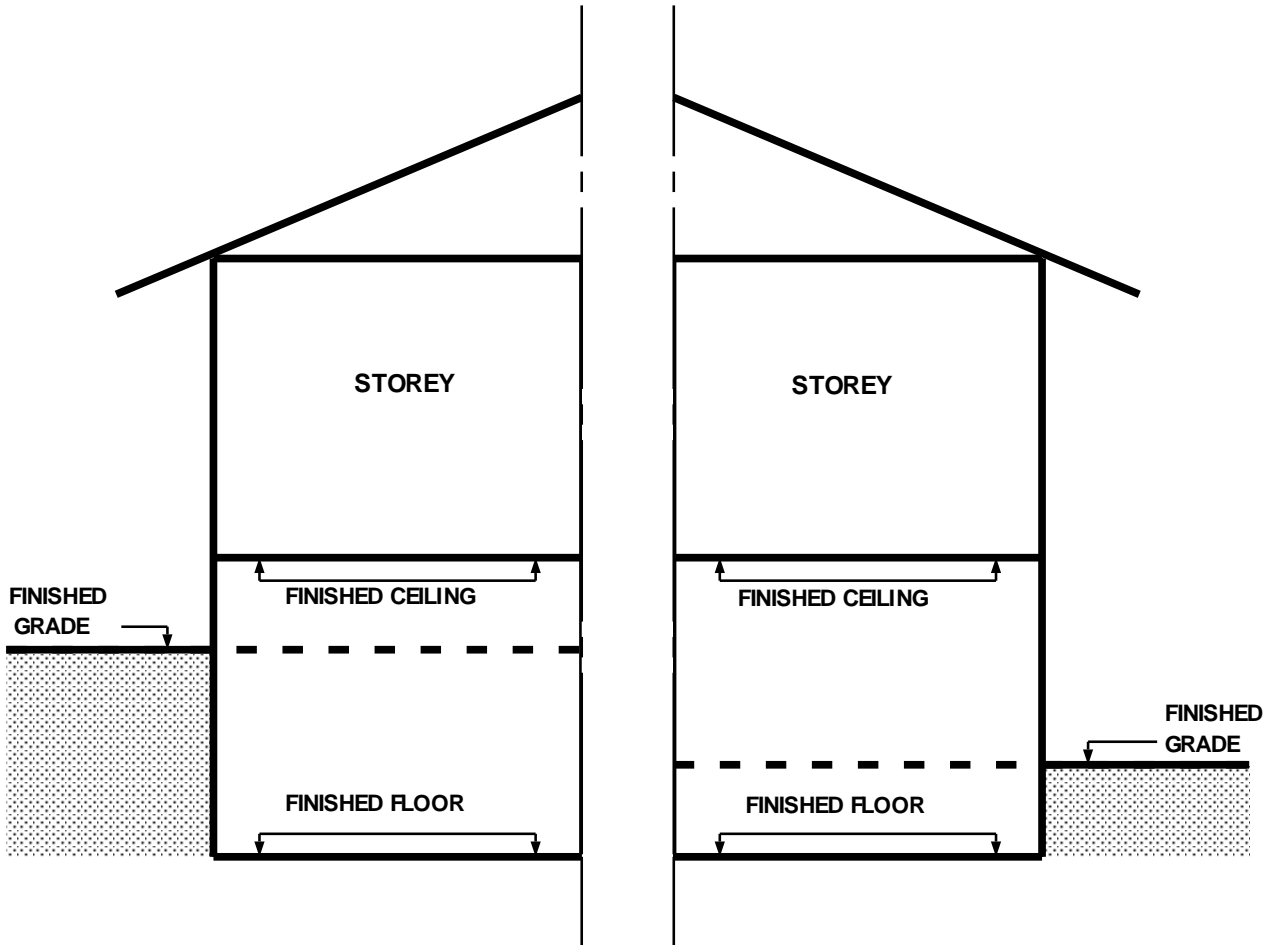 STOREY
STOREY
FINISHED CEILING
FINISHED CEILING
FINISHED
GRADE
FINISHED
GRADE
FINISHED FLOOR
FINISHED FLOOR